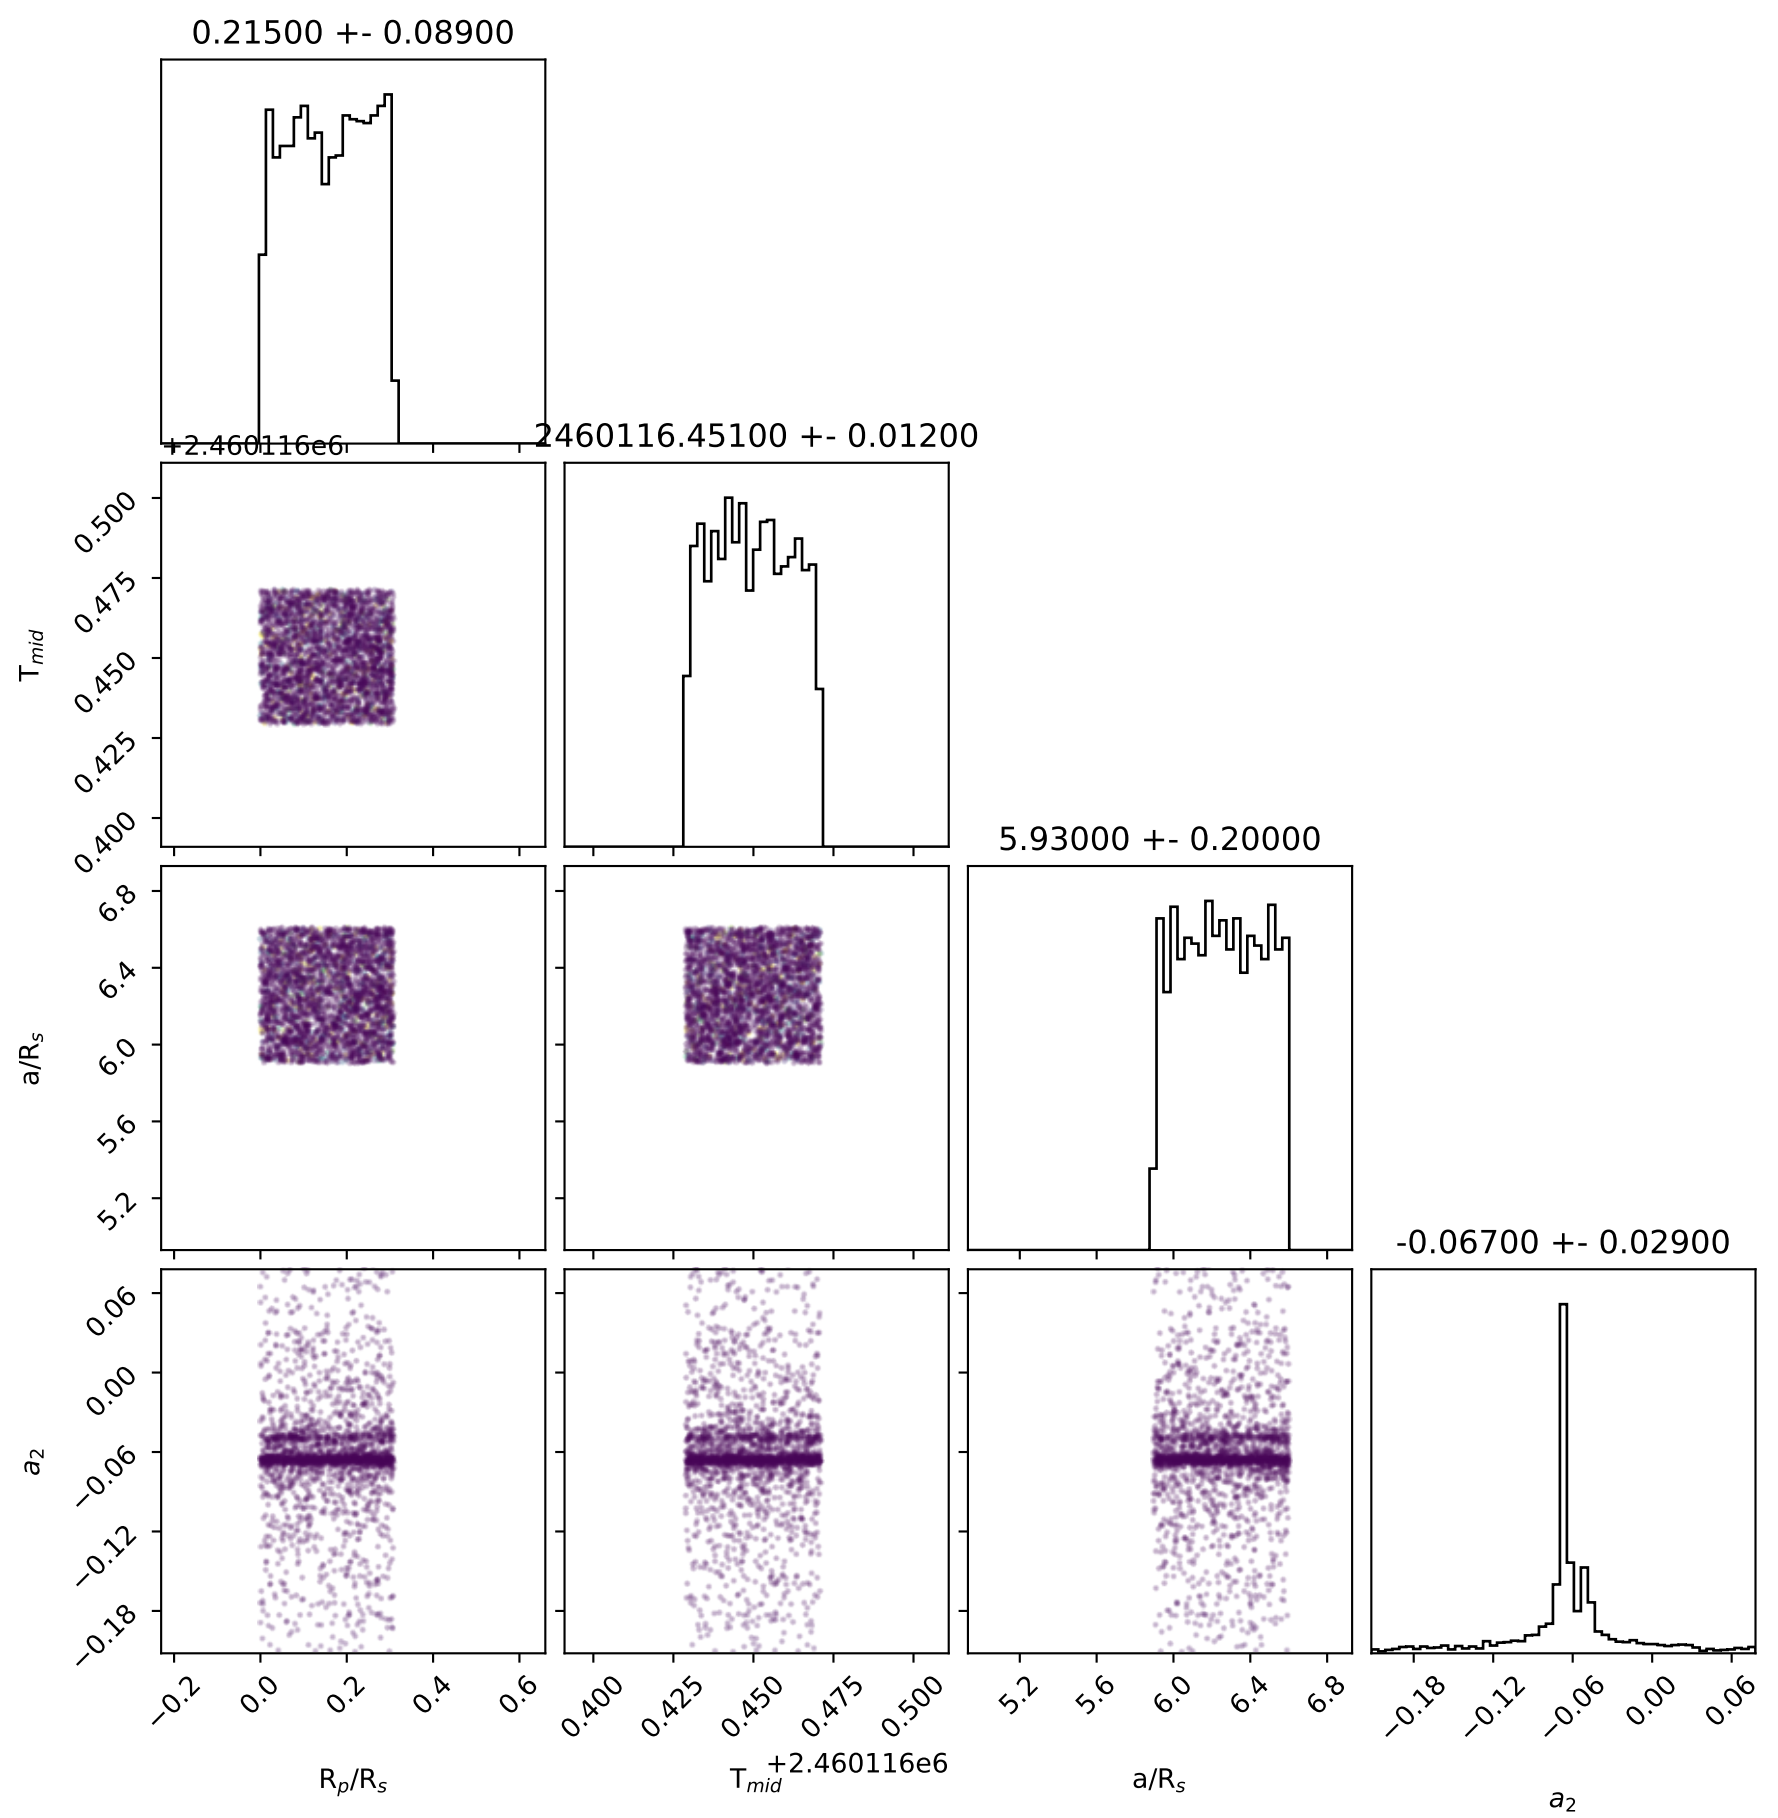 0.21500 +- 0.08900
+2.460116e6
2460116.45100 +- 0.01200
0.500
0.475
0.450
0.425
0.400
T_mid
5.93000 +- 0.20000
6.8
6.4
6.0
5.6
5.2
a/R_s
-0.06700 +- 0.02900
0.06
0.00
−0.06
−0.12
−0.18
a_2
−0.2 0.0 0.2 0.4 0.6
0.400 0.425 0.450 0.475 0.500
5.2 5.6 6.0 6.4 6.8
−0.18 −0.12 −0.06 0.00 0.06
+2.460116e6
R_p/R_s
T_mid
a/R_s
a_2